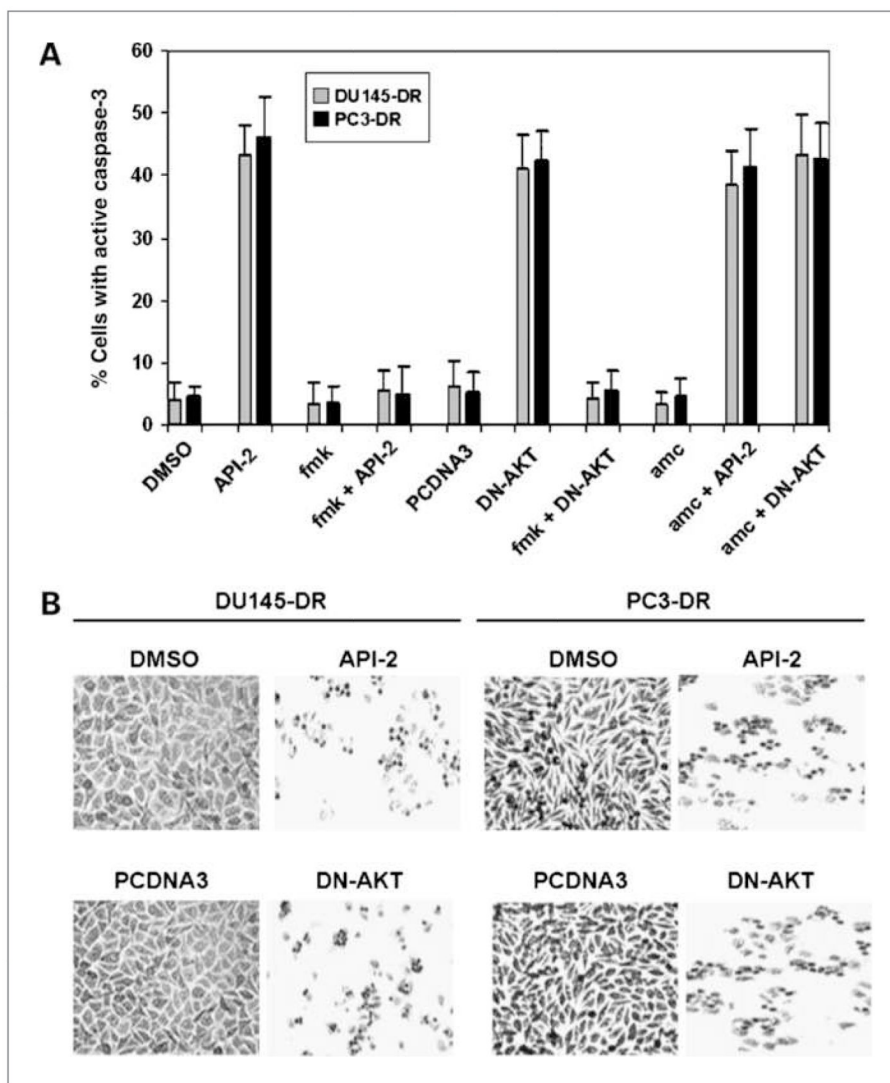 A
% Cells with active caspase-3
60
50
40
30
20
10
0
DU145-DR
PC3-DR
DMSO
API-2
fmk
fmk + API-2
PCDNA3
DN-AKT
fmk + DN-AKT
amc
amc + API-2
amc + DN-AKT
B
DU145-DR PC3-DR
DMSO API-2 DMSO API-2
PCDNA3 DN-AKT PCDNA3 DN-AKT